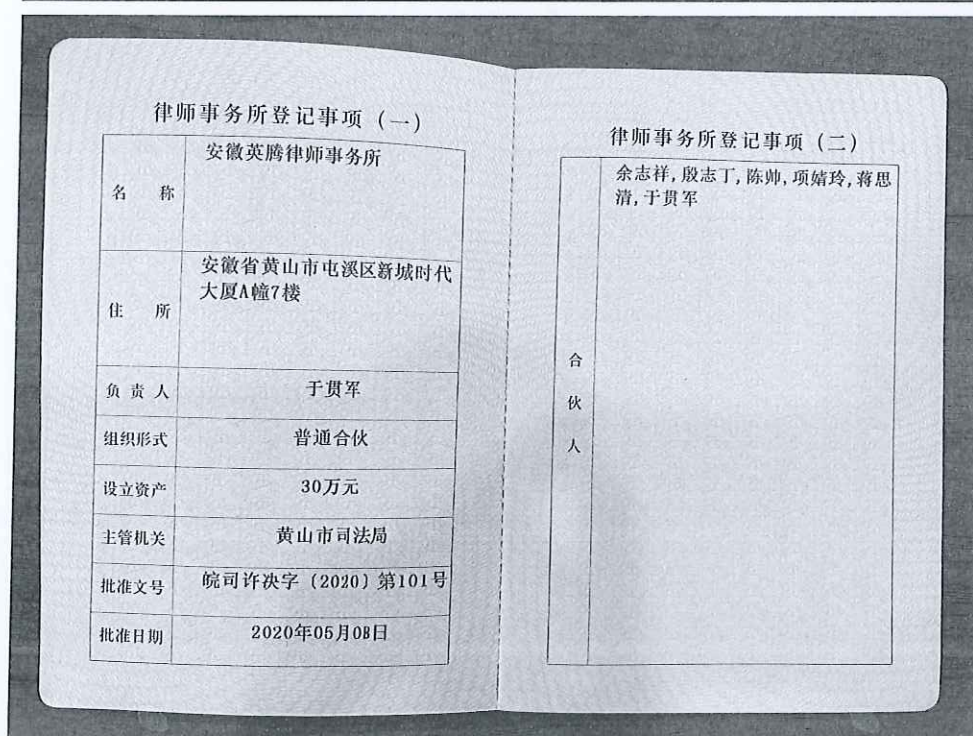 律师事务所登记事项（一）
名　称
安徽英腾律师事务所
住　所
安徽省黄山市屯溪区新城时代
大厦A幢7楼
负责人
于贯军
组织形式
普通合伙
设立资产
30万元
主管机关
黄山市司法局
批准文号
皖司许决字〔2020〕第101号
批准日期
2020年05月08日
律师事务所登记事项（二）
合伙人
余志祥,殷志丁,陈帅,项婧玲,蒋思
清,于贯军